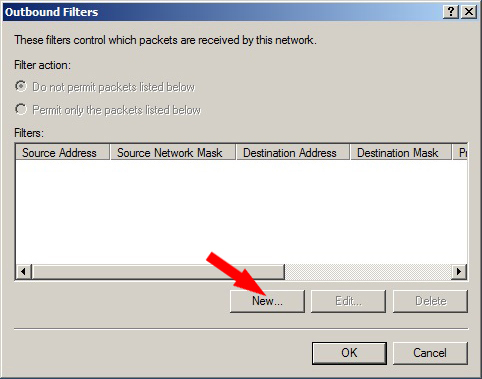 Outbound Filters
These filters control which packets are received by this network.
Filter action:
Do not permit packets listed below
Permit only the packets listed below
Filters:
Source Address Source Network Mask Destination Address Destination Mask
New... Edit... Delete
OK Cancel